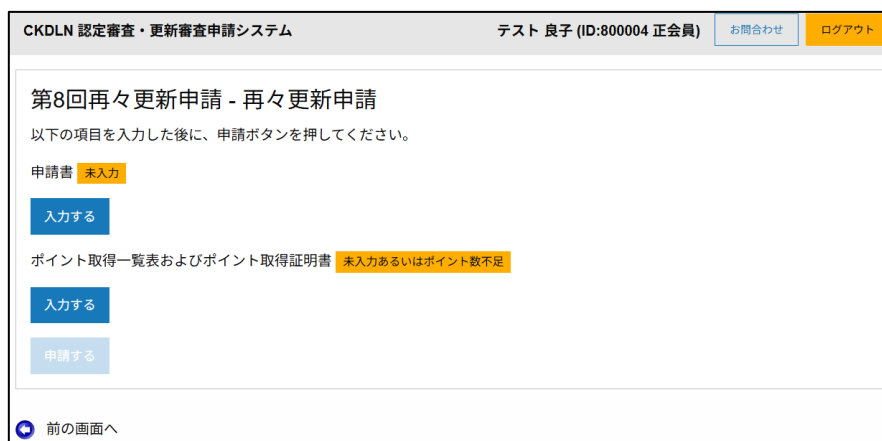 CKDLN 認定審査・更新審査申請システム テスト 良子 (ID:800004 正会員) お問合わせ ログアウト
第8回再々更新申請 - 再々更新申請
以下の項目を入力した後に、申請ボタンを押してください。
申請書 未入力
入力する
ポイント取得一覧表およびポイント取得証明書 未入力あるいはポイント数不足
入力する
申請する
前の画面へ